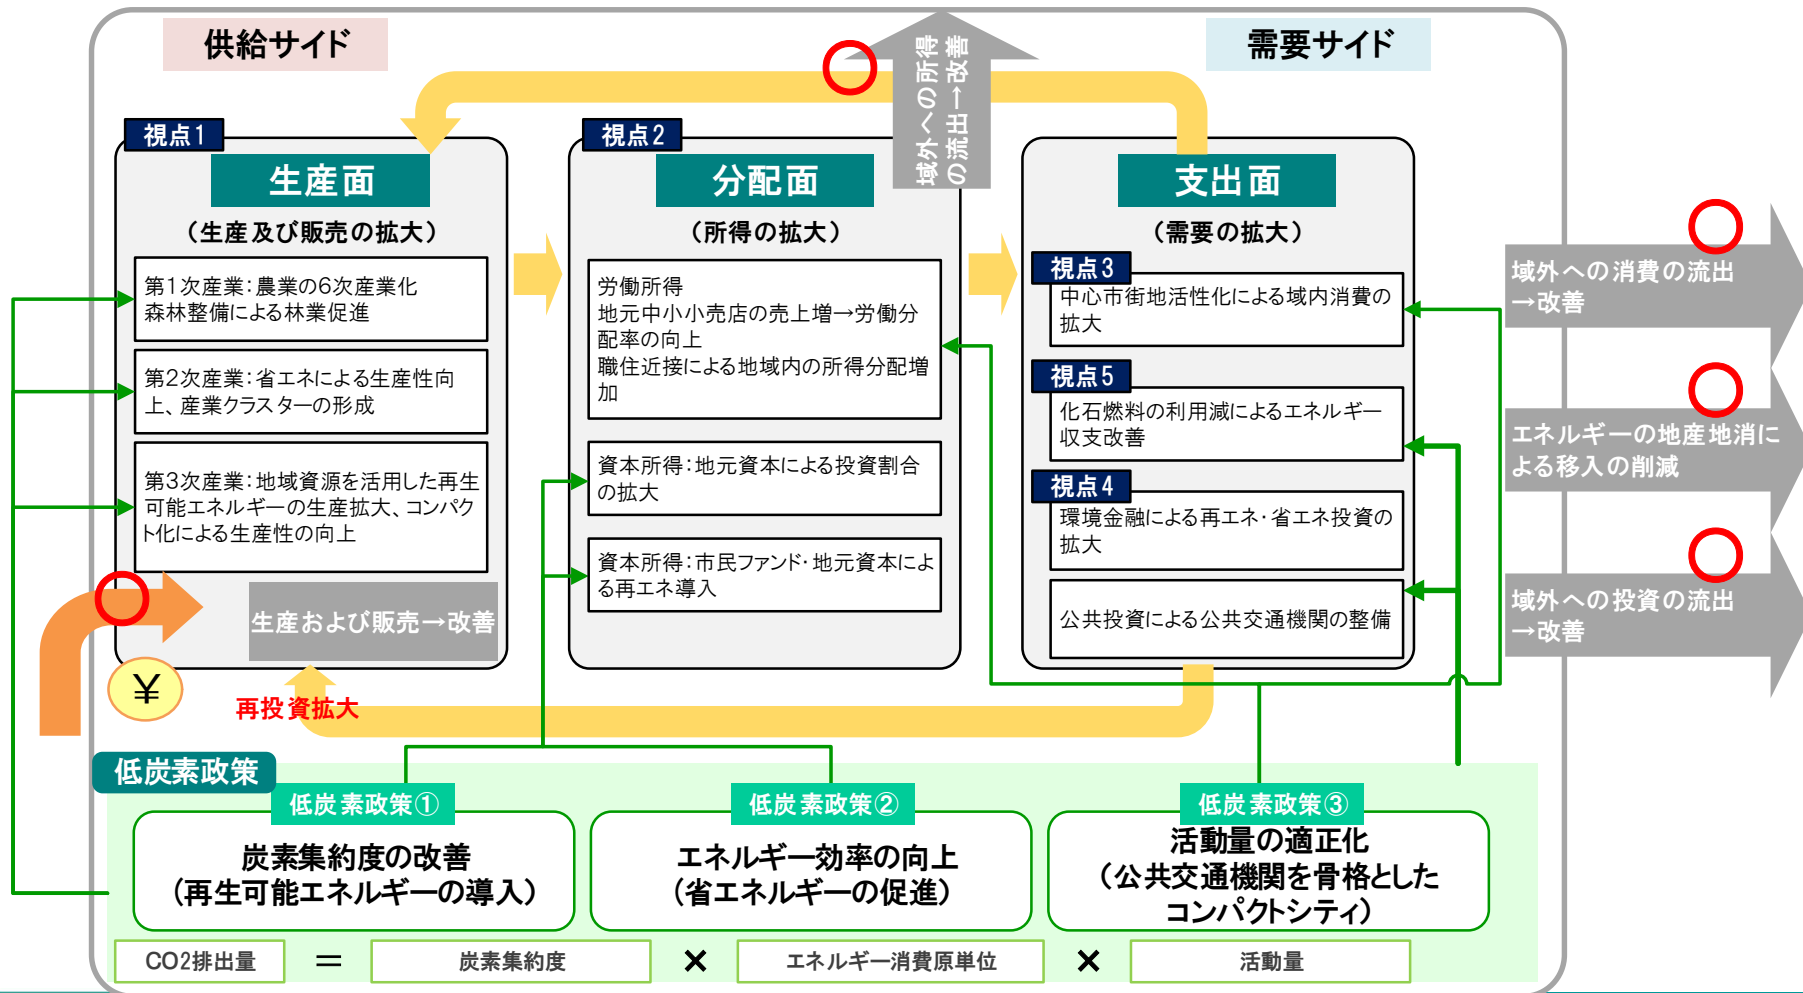 供給サイド
需要サイド
域外への所得
の流出→改善
視点1
生産面
（生産及び販売の拡大）
第1次産業：農業の6次産業化
森林整備による林業促進
第2次産業：省エネによる生産性向
上、産業クラスターの形成
第3次産業：地域資源を活用した再生
可能エネルギーの生産拡大、コンパク
ト化による生産性の向上
生産および販売→改善
￥
再投資拡大
視点2
分配面
（所得の拡大）
労働所得
地元中小小売店の売上増→労働分
配率の向上
職住近接による地域内の所得分配増
加
資本所得：地元資本による投資割合
の拡大
資本所得：市民ファンド・地元資本によ
る再エネ導入
支出面
（需要の拡大）
視点3
中心市街地活性化による域内消費の
拡大
視点5
化石燃料の利用減によるエネルギー
収支改善
視点4
環境金融による再エネ・省エネ投資の
拡大
公共投資による公共交通機関の整備
域外への消費の流出
→改善
エネルギーの地産地消に
よる移入の削減
域外への投資の流出
→改善
低炭素政策
低炭素政策①
炭素集約度の改善
（再生可能エネルギーの導入）
低炭素政策②
エネルギー効率の向上
（省エネルギーの促進）
低炭素政策③
活動量の適正化
（公共交通機関を骨格とした
コンパクトシティ）
CO2排出量 ＝ 炭素集約度 × エネルギー消費原単位 × 活動量